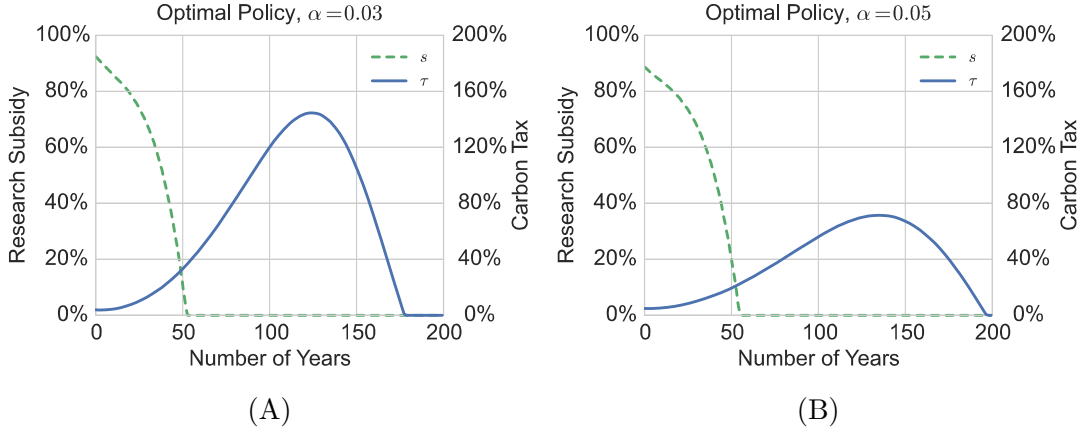 Optimal Policy, α=0.03
100%
80%
60%
40%
20%
0%
Research Subsidy
200%
160%
120%
80%
40%
0%
Carbon Tax
s
τ
0
50
100
150
200
Number of Years
(A)
Optimal Policy, α=0.05
100%
80%
60%
40%
20%
0%
Research Subsidy
200%
160%
120%
80%
40%
0%
Carbon Tax
s
τ
0
50
100
150
200
Number of Years
(B)